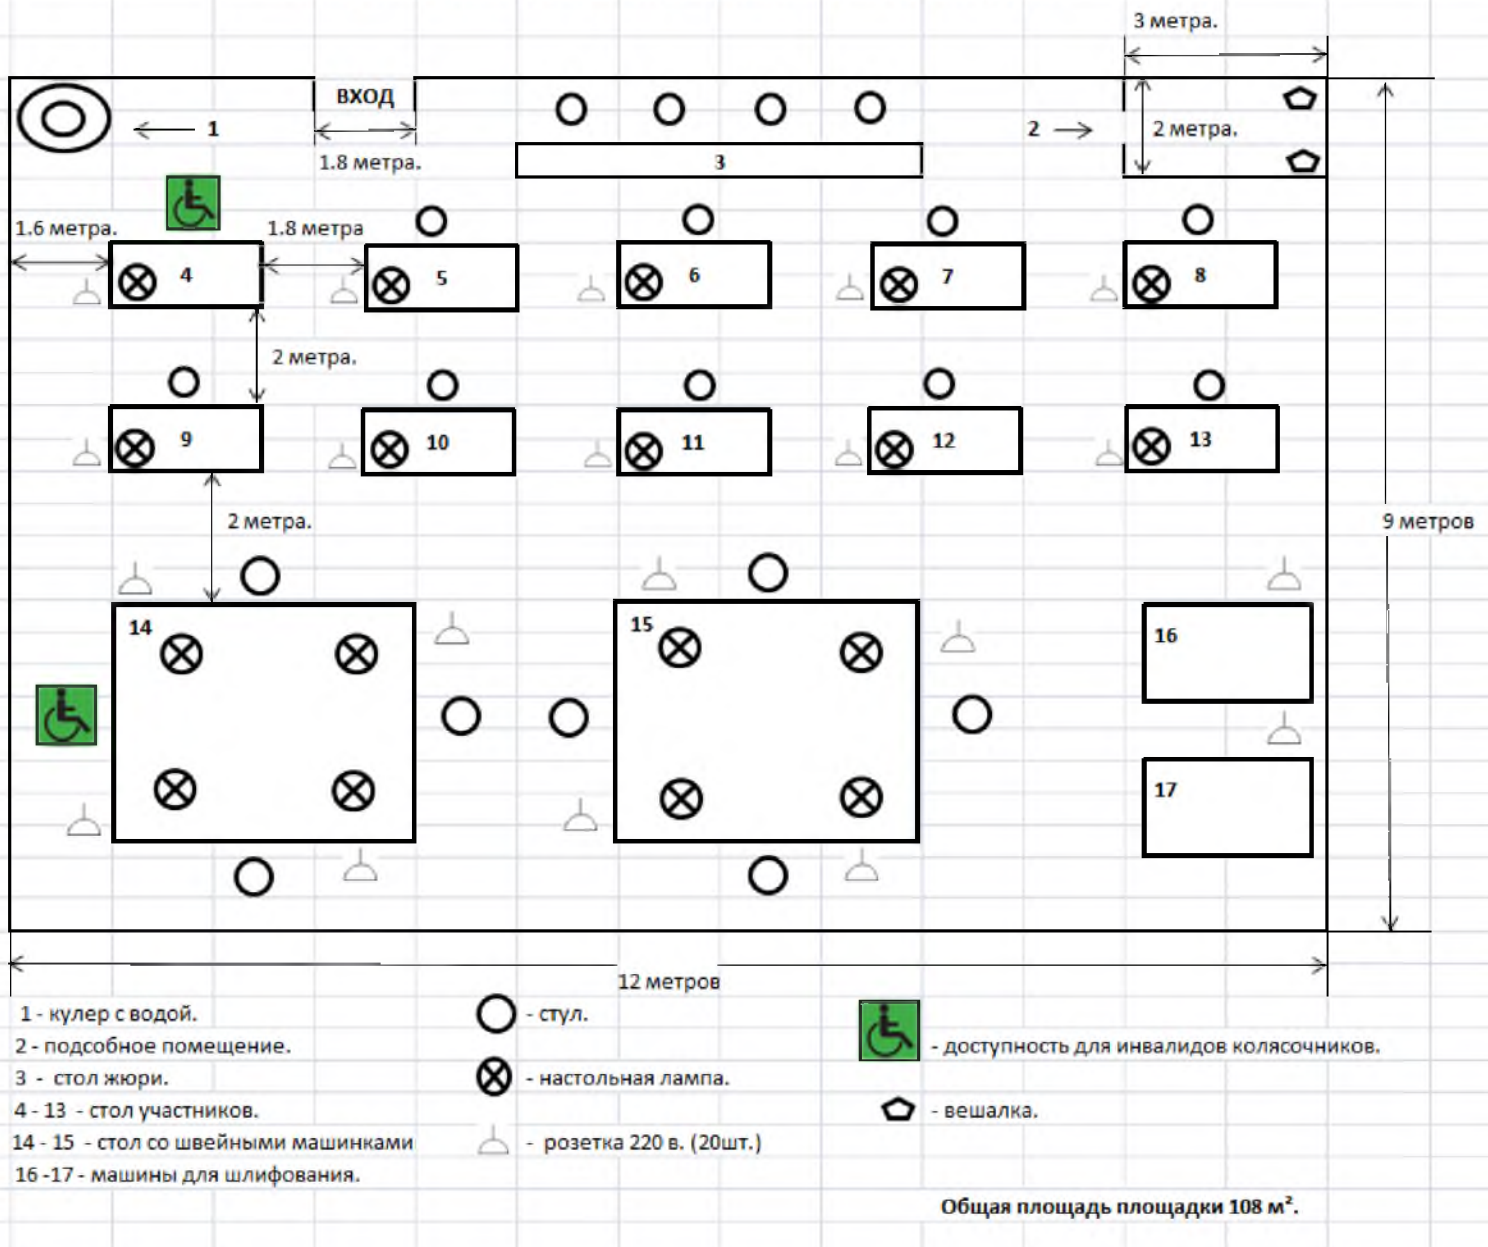 3 метра.
ВХОД
1
2
2 метра.
1.8 метра.
3
1.6 метра.
1.8 метра
4
5
6
7
8
2 метра.
9
10
11
12
13
2 метра.
9 метров
14
15
16
17
12 метров
1 - кулер с водой.
- стул.
2 - подсобное помещение.
- доступность для инвалидов колясочников.
3 - стол жюри.
- настольная лампа.
4 - 13 - стол участников.
- вешалка.
14 - 15 - стол со швейными машинками
- розетка 220 в. (20шт.)
16 -17 - машины для шлифования.
Общая площадь площадки 108 м².